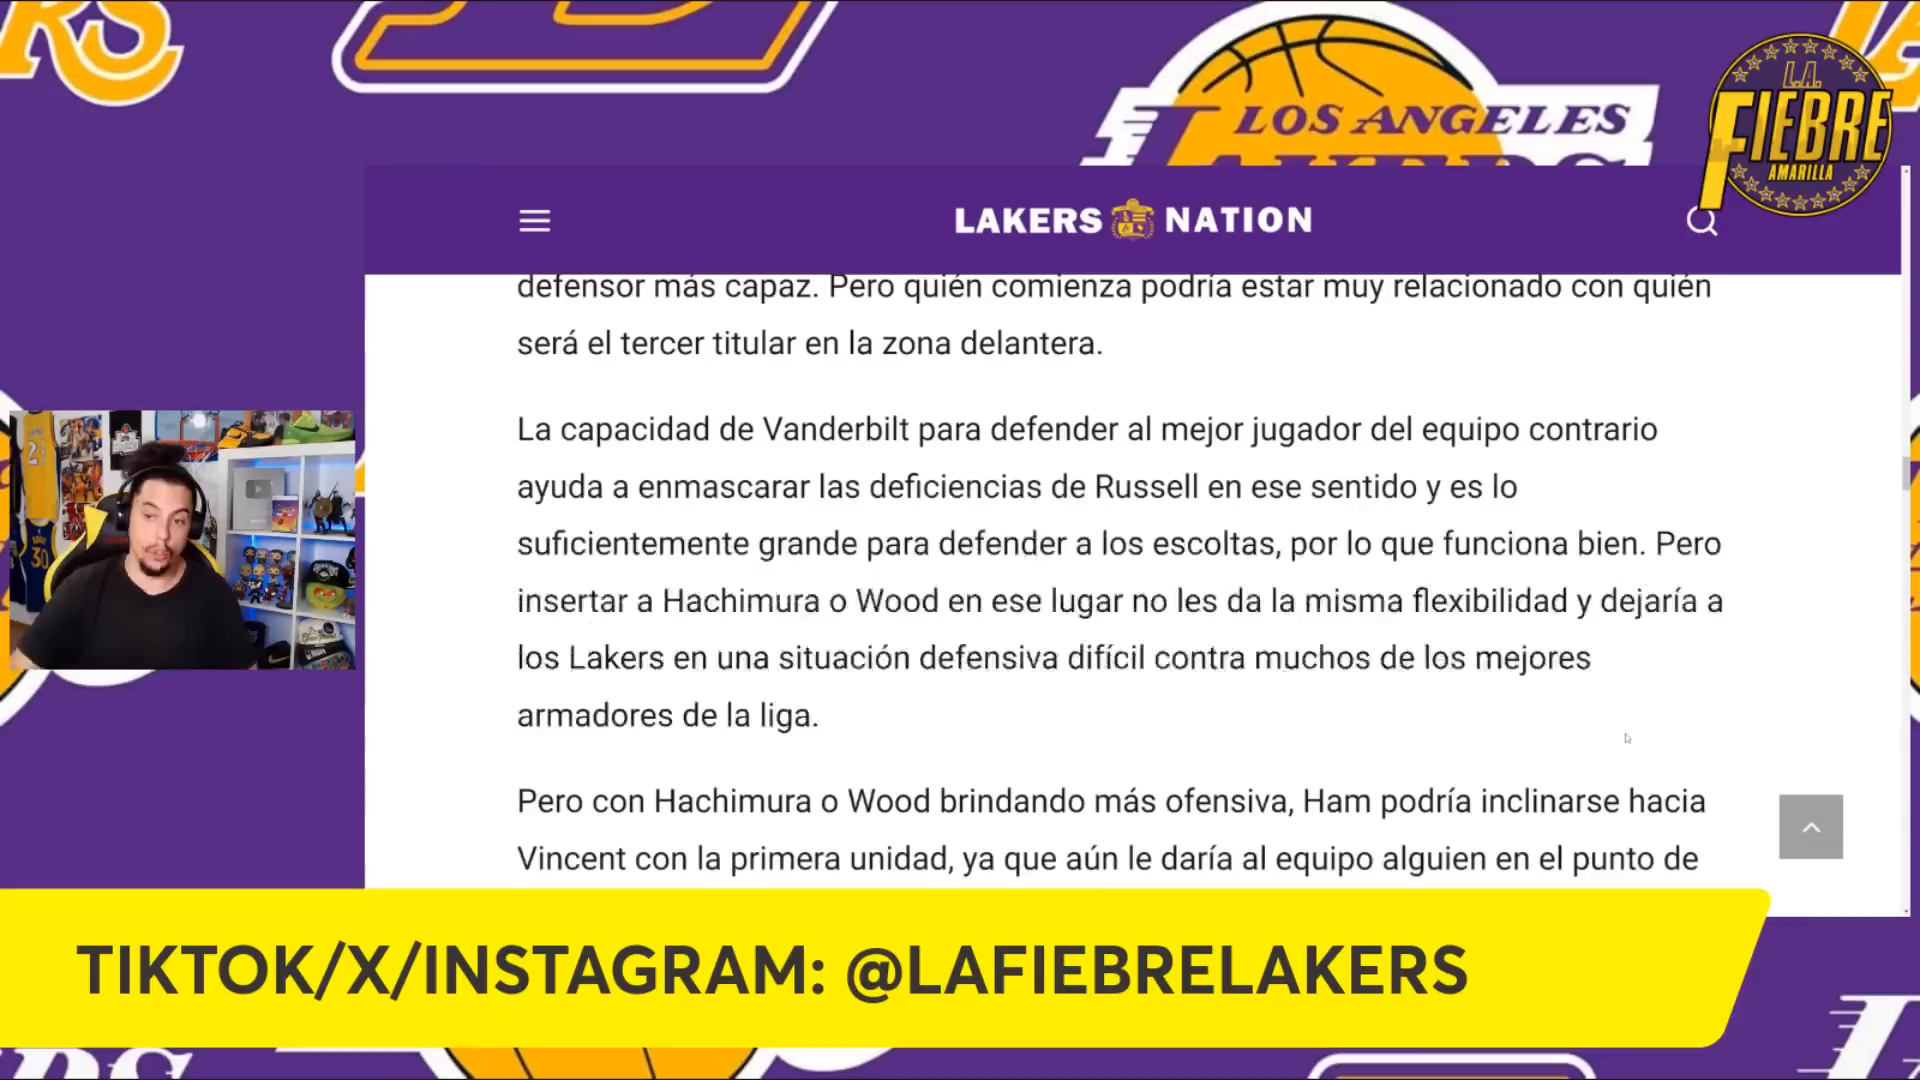 RS
LOS ANGELES
LAKERS
L.A.
FIEBRE
AMARILLA
LAKERS NATION
defensor más capaz. Pero quién comienza podría estar muy relacionado con quién
será el tercer titular en la zona delantera.
La capacidad de Vanderbilt para defender al mejor jugador del equipo contrario
ayuda a enmascarar las deficiencias de Russell en ese sentido y es lo
suficientemente grande para defender a los escoltas, por lo que funciona bien. Pero
insertar a Hachimura o Wood en ese lugar no les da la misma flexibilidad y dejaría a
los Lakers en una situación defensiva difícil contra muchos de los mejores
armadores de la liga.
Pero con Hachimura o Wood brindando más ofensiva, Ham podría inclinarse hacia
Vincent con la primera unidad, ya que aún le daría al equipo alguien en el punto de
30
TIKTOK/X/INSTAGRAM: @LAFIEBRELAKERS